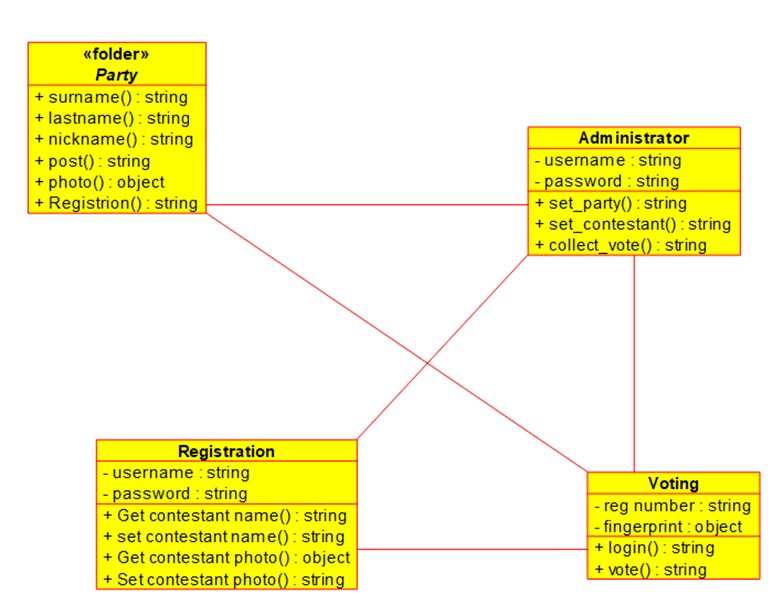 «folder»
Party
+ surname() : string
+ lastname() : string
+ nickname() : string
+ post() : string
+ photo() : object
+ Registrion() : string
Administrator
- username : string
- password : string
+ set_party() : string
+ set_contestant() : string
+ collect_vote() : string
Registration
- username : string
- password : string
+ Get contestant name() : string
+ set contestant name() : string
+ Get contestant photo() : object
+ Set contestant photo() : string
Voting
- reg number : string
- fingerprint : object
+ login() : string
+ vote() : string